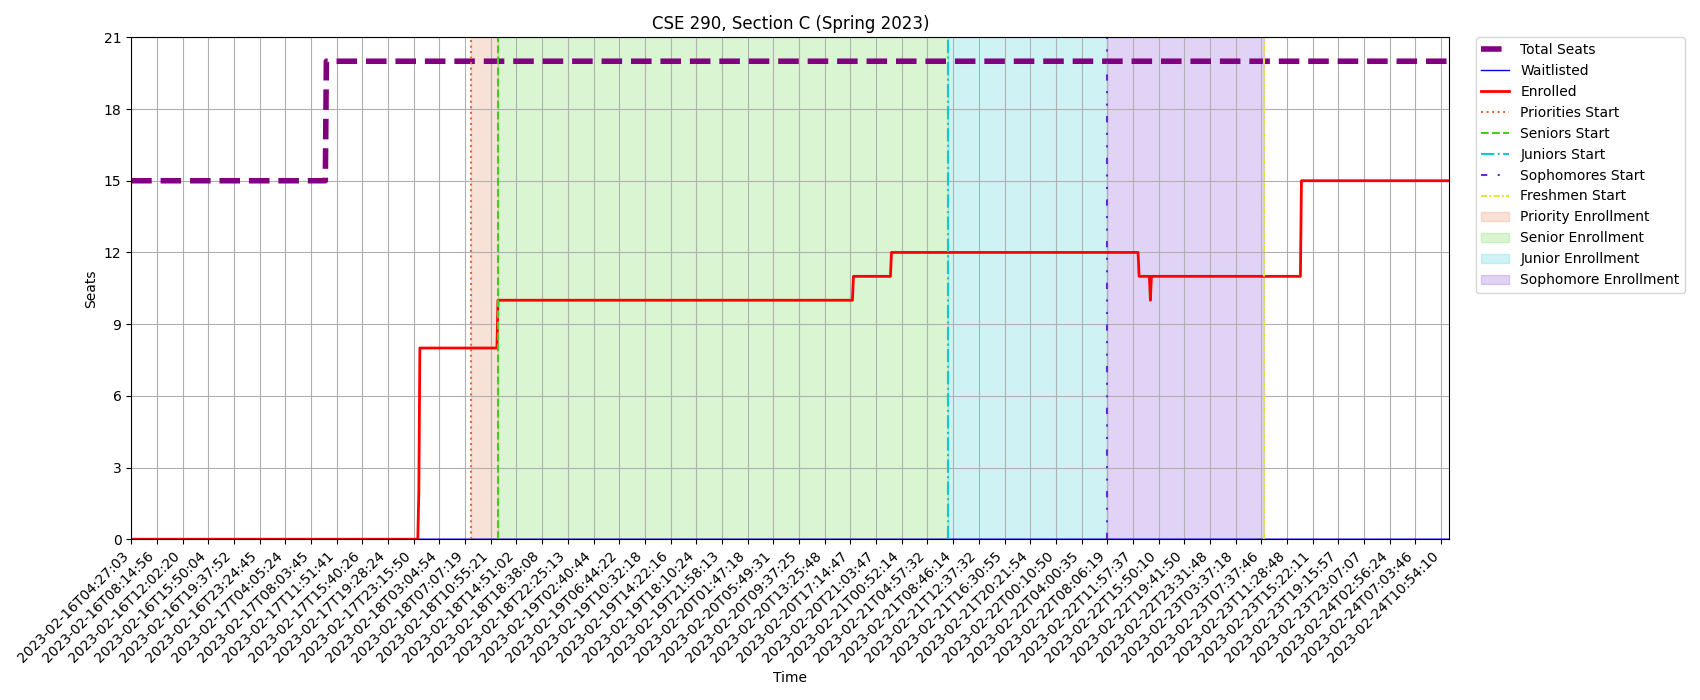 CSE 290, Section C (Spring 2023)
21
18
15
12
9
6
3
0
Seats
Total Seats
Waitlisted
Enrolled
Priorities Start
Seniors Start
Juniors Start
Sophomores Start
Freshmen Start
Priority Enrollment
Senior Enrollment
Junior Enrollment
Sophomore Enrollment
2023-02-16T04:27:03
2023-02-16T08:14:56
2023-02-16T12:02:20
2023-02-16T15:50:04
2023-02-16T19:37:52
2023-02-16T23:24:45
2023-02-17T04:05:24
2023-02-17T08:03:45
2023-02-17T11:51:41
2023-02-17T15:40:26
2023-02-17T19:28:24
2023-02-17T23:15:50
2023-02-18T03:04:54
2023-02-18T07:07:19
2023-02-18T10:55:21
2023-02-18T14:51:02
2023-02-18T18:38:08
2023-02-18T22:25:13
2023-02-19T02:40:44
2023-02-19T06:44:22
2023-02-19T10:32:18
2023-02-19T14:22:16
2023-02-19T18:10:24
2023-02-19T21:58:13
2023-02-20T01:47:18
2023-02-20T05:49:31
2023-02-20T09:37:25
2023-02-20T13:25:48
2023-02-20T17:14:47
2023-02-20T21:03:47
2023-02-21T00:52:14
2023-02-21T04:57:32
2023-02-21T08:46:14
2023-02-21T12:37:32
2023-02-21T16:30:55
2023-02-21T20:21:54
2023-02-22T00:10:50
2023-02-22T04:00:35
2023-02-22T08:06:19
2023-02-22T11:57:37
2023-02-22T15:50:10
2023-02-22T19:41:50
2023-02-22T23:31:48
2023-02-23T03:37:18
2023-02-23T07:37:46
2023-02-23T11:28:48
2023-02-23T15:22:11
2023-02-23T19:15:57
2023-02-23T23:07:07
2023-02-24T02:56:24
2023-02-24T07:03:46
2023-02-24T10:54:10
Time